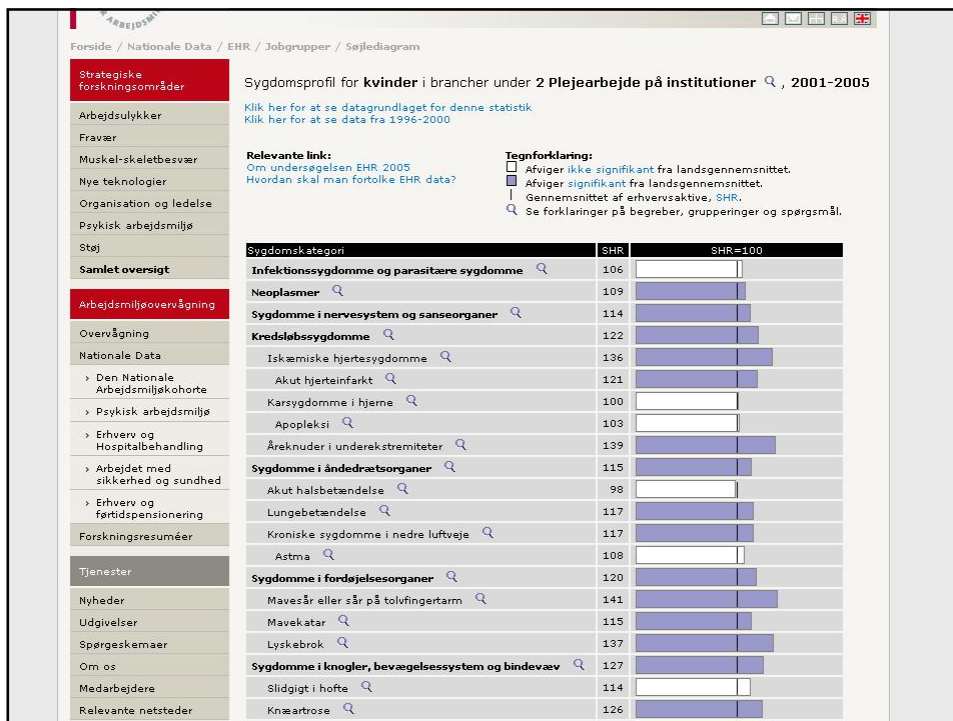 ARBEJDSMI
Forside / Nationale Data / EHR / Jobgrupper / Søjlediagram
Strategiske
forskningsområder
Arbejdsulykker
Fravær
Muskel-skeletbesvær
Nye teknologier
Organisation og ledelse
Psykisk arbejdsmiljø
Støj
Samlet oversigt
Arbejdsmiljøovervågning
Overvågning
Nationale Data
› Den Nationale
Arbejdsmiljøkohorte
› Psykisk arbejdsmiljø
› Erhverv og
Hospitalbehandling
› Arbejdet med
sikkerhed og sundhed
› Erhverv og
førtidspensionering
Forskningsresuméer
Tjenester
Nyheder
Udgivelser
Spørgeskemaer
Om os
Medarbejdere
Relevante netsteder
Sygdomsprofil for kvinder i brancher under 2 Plejearbejde på institutioner , 2001-2005
Klik her for at se datagrundlaget for denne statistik
Klik her for at se data fra 1996-2000
Relevante link:
Om undersøgelsen EHR 2005
Hvordan skal man fortolke EHR data?
Tegnforklaring:
Afviger ikke signifikant fra landsgennemsnittet.
Afviger signifikant fra landsgennemsnittet.
Gennemsnittet af erhvervsaktive, SHR.
Se forklaringer på begreber, grupperinger og spørgsmål.
Sygdomskategori SHR SHR=100
Infektionssygdomme og parasitære sygdomme 106
Neoplasmer 109
Sygdomme i nervesystem og sanseorganer 114
Kredsløbssygdomme 122
Iskæmiske hjertesygdomme 136
Akut hjerteinfarkt 121
Karsygdomme i hjerne 100
Apopleksi 103
Åreknuder i underekstremiteter 139
Sygdomme i åndedrætsorganer 115
Akut halsbetændelse 98
Lungebetændelse 117
Kroniske sygdomme i nedre luftveje 117
Astma 108
Sygdomme i fordøjelsesorganer 120
Mavesår eller sår på tolvfingertarm 141
Mavekatar 115
Lyskebrok 137
Sygdomme i knogler, bevægelsessystem og bindevæv 127
Slidgigt i hofte 114
Knæartrose 126